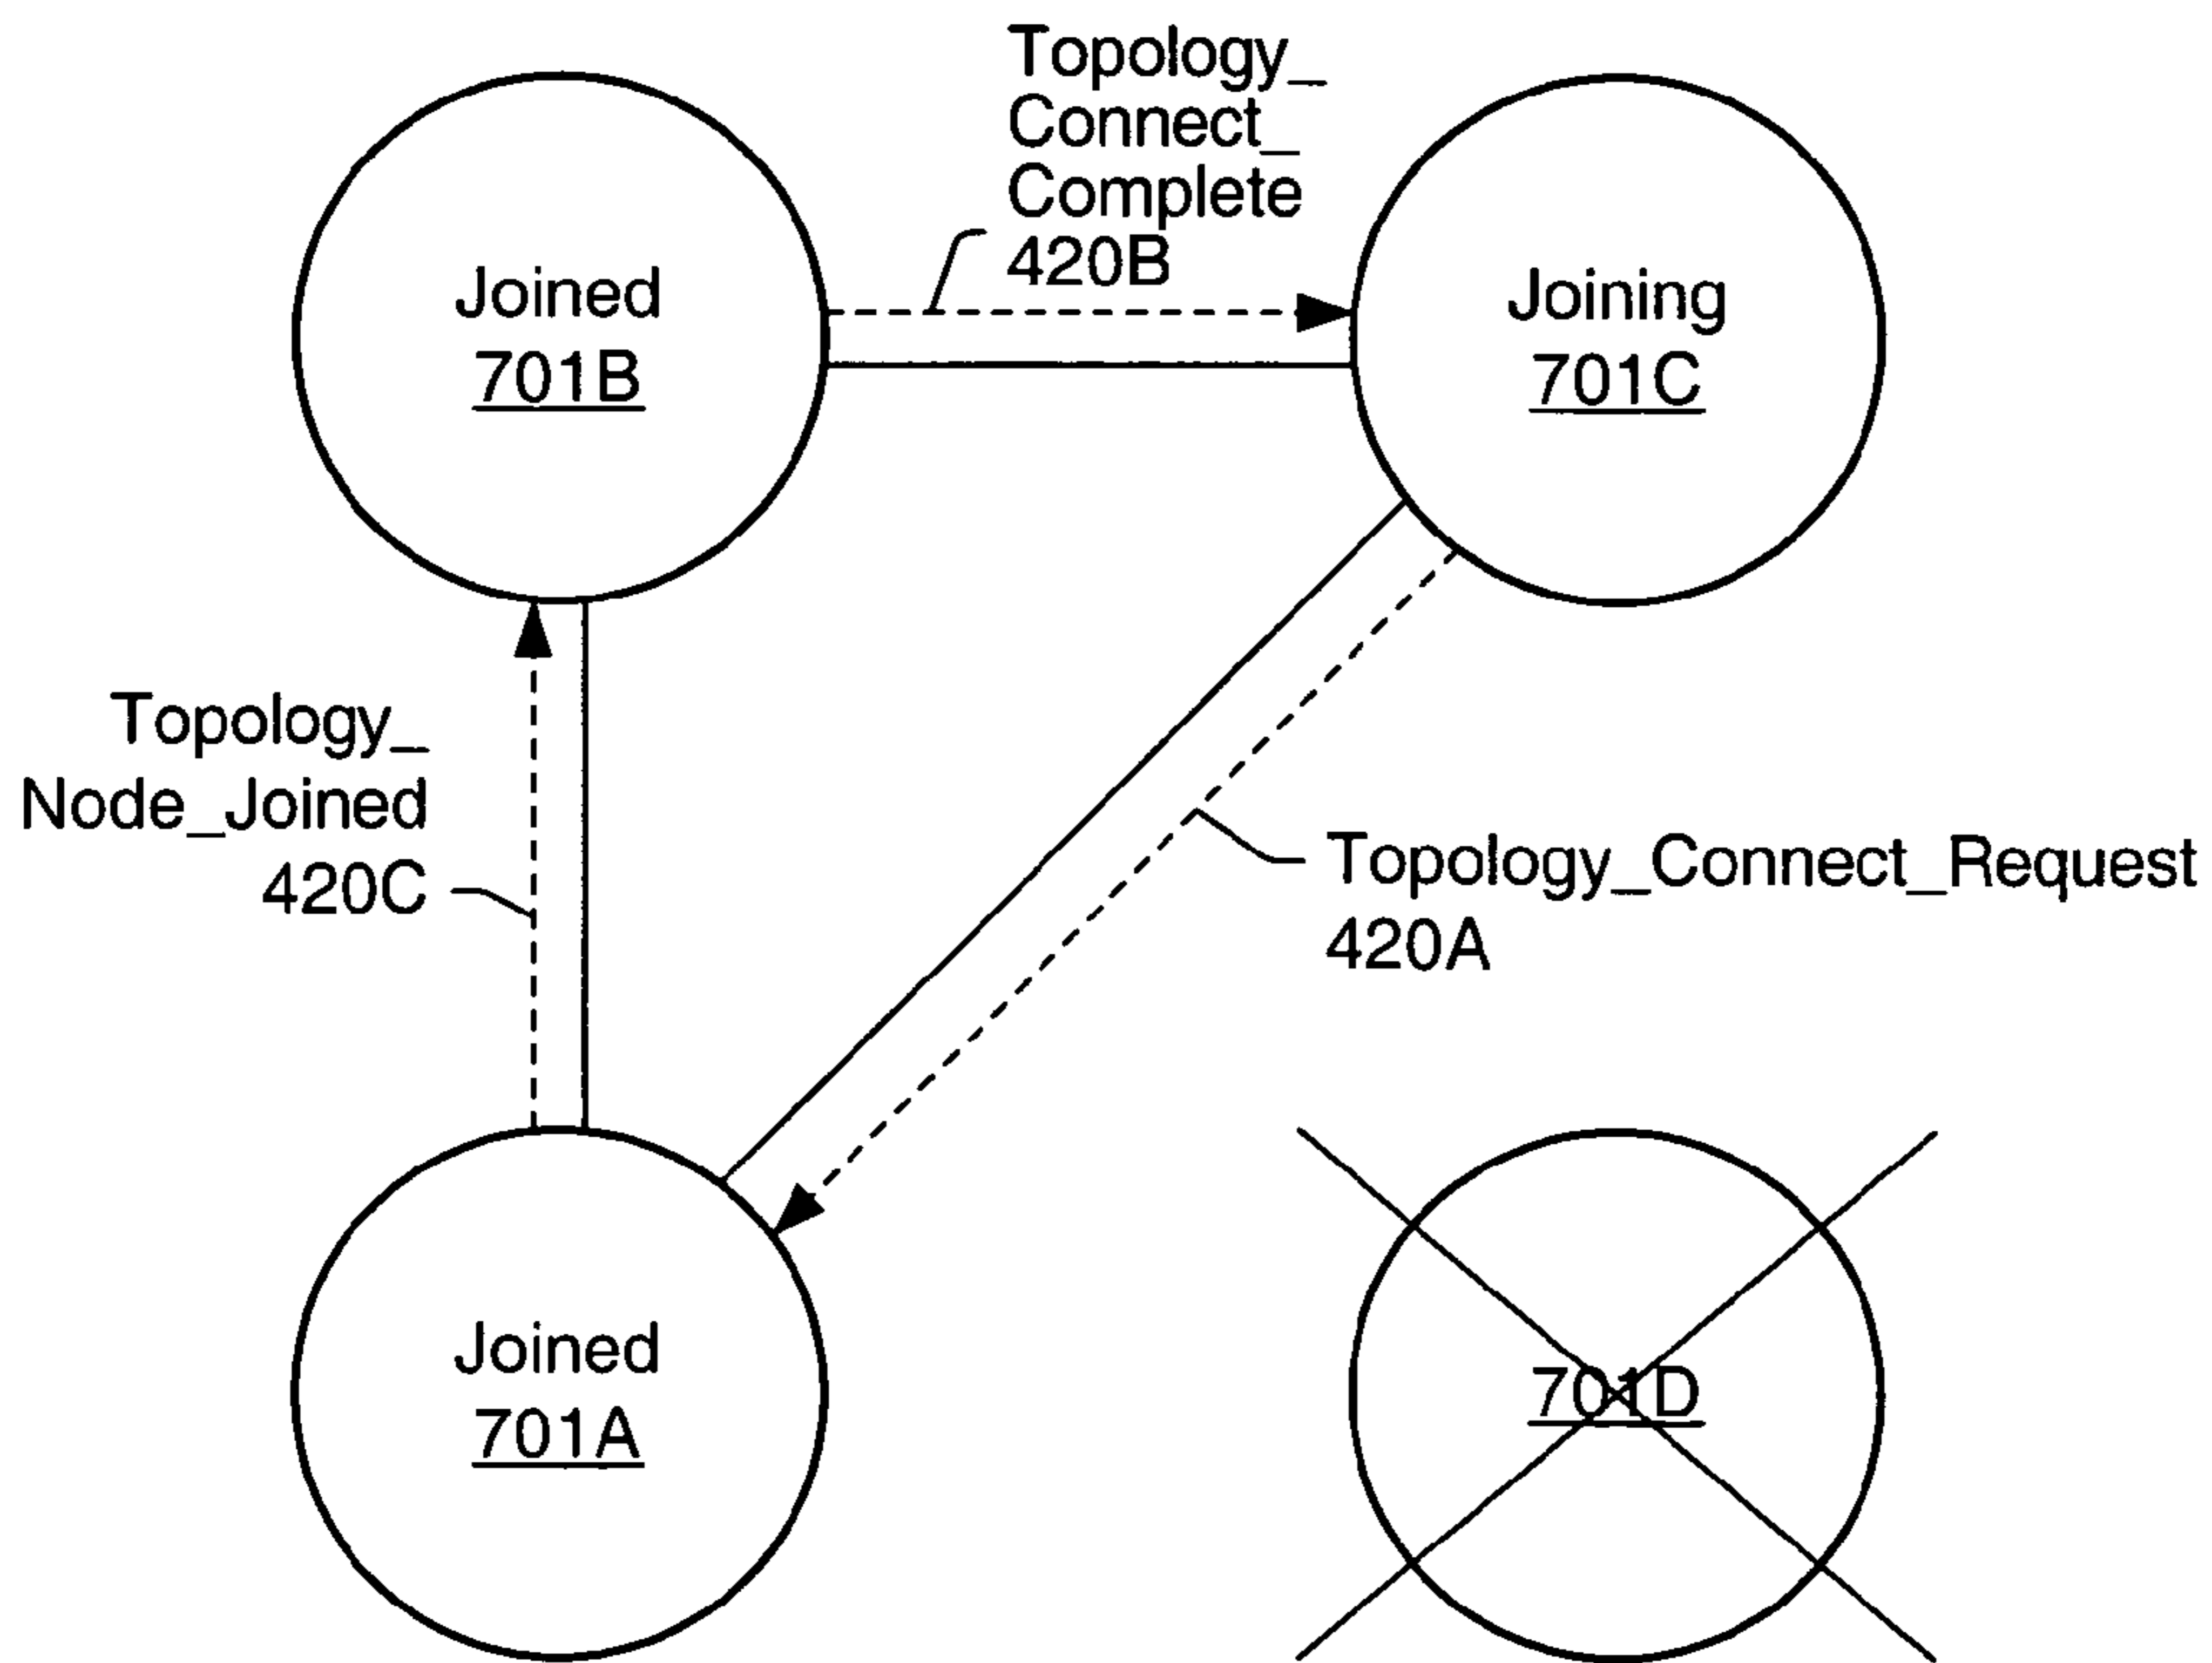 Topology_
Connect_
Complete
420B
Joined
701B
Joining
701C
Topology_
Node_Joined
420C
Topology_Connect_Request
420A
Joined
701A
701D